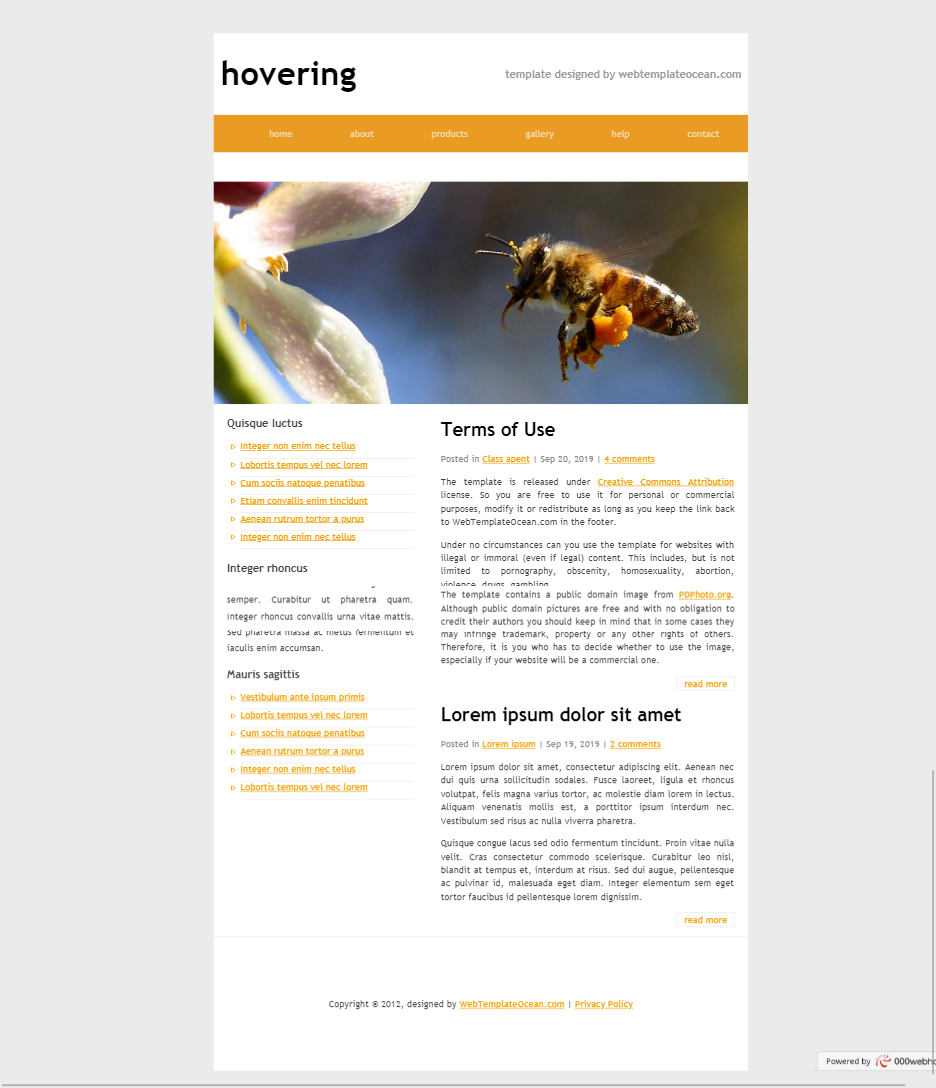 hovering
template designed by webtemplateocean.com
home about products gallery help contact
Quisque luctus
Integer non enim nec tellus
Lobortis tempus vel nec lorem
Cum sociis natoque penatibus
Etiam convallis enim tincidunt
Aenean rutrum tortor a purus
Integer non enim nec tellus
Integer rhoncus
semper. Curabitur ut pharetra quam.
Integer rhoncus convallis urna vitae mattis.
Sed pharetra massa ac metus fermentum et
iaculis enim accumsan.
Mauris sagittis
Vestibulum ante ipsum primis
Lobortis tempus vel nec lorem
Cum sociis natoque penatibus
Aenean rutrum tortor a purus
Integer non enim nec tellus
Lobortis tempus vel nec lorem
Terms of Use
Posted in Class apent | Sep 20, 2019 | 4 comments
The template is released under Creative Commons Attribution
license. So you are free to use it for personal or commercial
purposes, modify it or redistribute as long as you keep the link back
to WebTemplateOcean.com in the footer.
Under no circumstances can you use the template for websites with
illegal or immoral (even if legal) content. This includes, but is not
limited to pornography, obscenity, homosexuality, abortion,
violence, drugs, gambling
The template contains a public domain image from PDPhoto.org.
Although public domain pictures are free and with no obligation to
credit their authors you should keep in mind that in some cases they
may infringe trademark, property or any other rights of others.
Therefore, it is you who has to decide whether to use the image,
especially if your website will be a commercial one.
read more
Lorem ipsum dolor sit amet
Posted in Lorem ipsum | Sep 19, 2019 | 2 comments
Lorem ipsum dolor sit amet, consectetur adipiscing elit. Aenean nec
dui quis urna sollicitudin sodales. Fusce laoreet, ligula et rhoncus
volutpat, felis magna varius tortor, ac molestie diam lorem in lectus.
Aliquam venenatis mollis est, a porttitor ipsum interdum nec.
Vestibulum sed risus ac nulla viverra pharetra.
Quisque congue lacus sed odio fermentum tincidunt. Proin vitae nulla
velit. Cras consectetur commodo scelerisque. Curabitur leo nisl,
blandit at tempus et, interdum at risus. Sed dui augue, pellentesque
ac pulvinar id, malesuada eget diam. Integer elementum sem eget
tortor faucibus id pellentesque lorem dignissim.
read more
Copyright © 2012, designed by WebTemplateOcean.com | Privacy Policy
Powered by 000webho